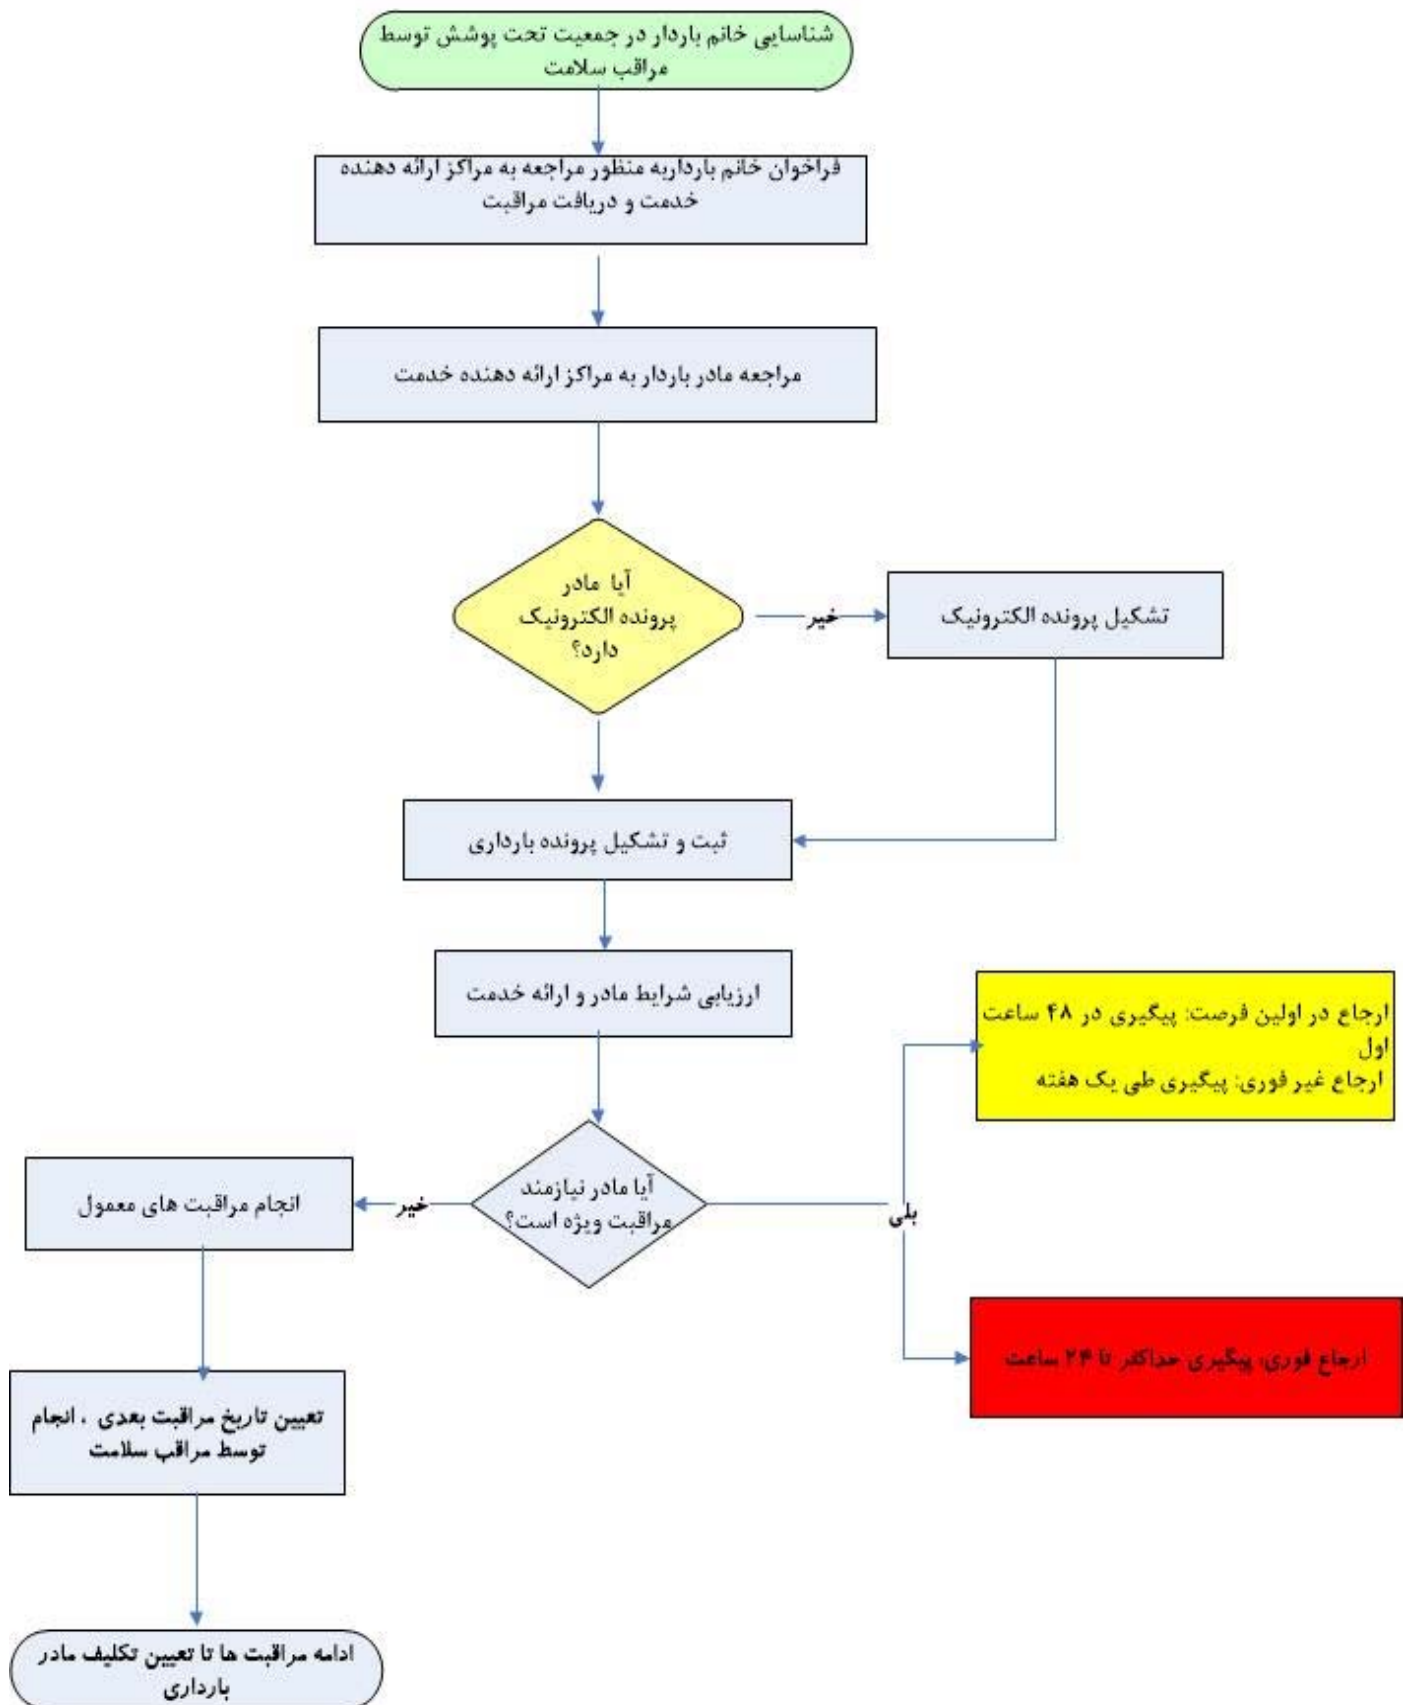 شناسایی خانم باردار در جمعیت تحت پوشش توسط
مراقب سلامت
فراخوان خانم بارداربه منظور مراجعه به مراکز ارائه دهنده
خدمت و دریافت مراقبت
مراجعه مادر باردار به مراکز ارائه دهنده خدمت
آیا مادر
پرونده الکترونیک
دارد؟
خیر
تشکیل پرونده الکترونیک
ثبت و تشکیل پرونده بارداری
ارزیابی شرایط مادر و ارائه خدمت
ارجاع در اولین فرصت: پیگیری در ۴۸ ساعت
اول
ارجاع غیر فوری: پیگیری طی یک هفته
آیا مادر نیازمند
مراقبت ویژه است؟
بلی
خیر
انجام مراقبت های معمول
ارجاع فوری: پیگیری حداکثر تا ۲۴ ساعت
تعیین تاریخ مراقبت بعدی ، انجام
توسط مراقب سلامت
ادامه مراقبت ها تا تعیین تکلیف مادر
بارداری